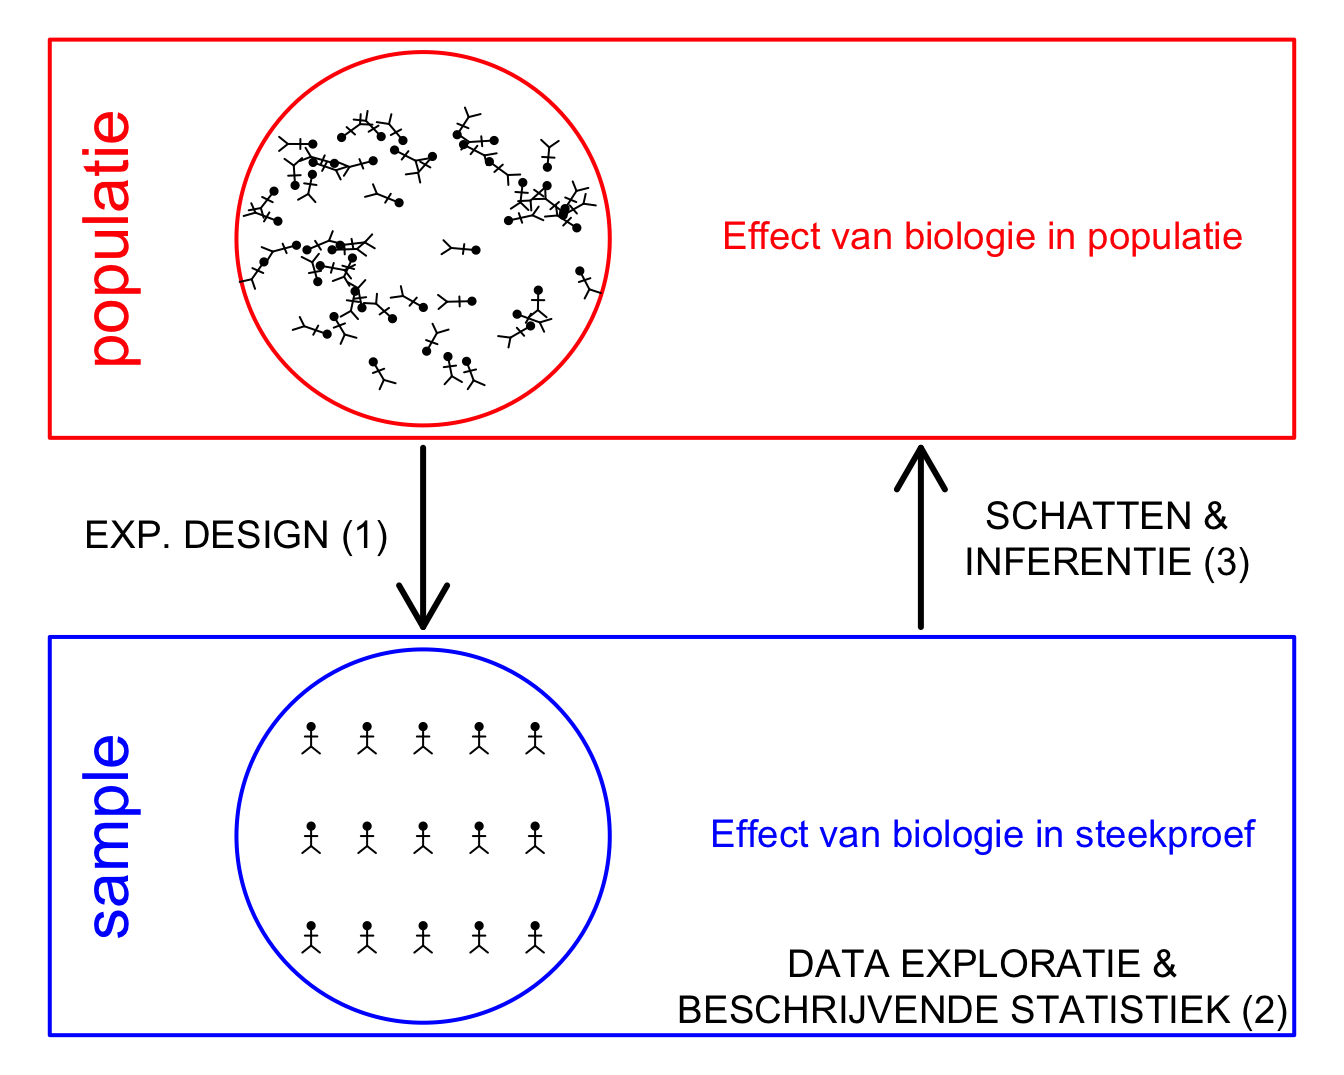 populatie
Effect van biologie in populatie
EXP. DESIGN (1)
SCHATTEN &
INFERENTIE (3)
sample
Effect van biologie in steekproef
DATA EXPLORATIE &
BESCHRIJVENDE STATISTIEK (2)